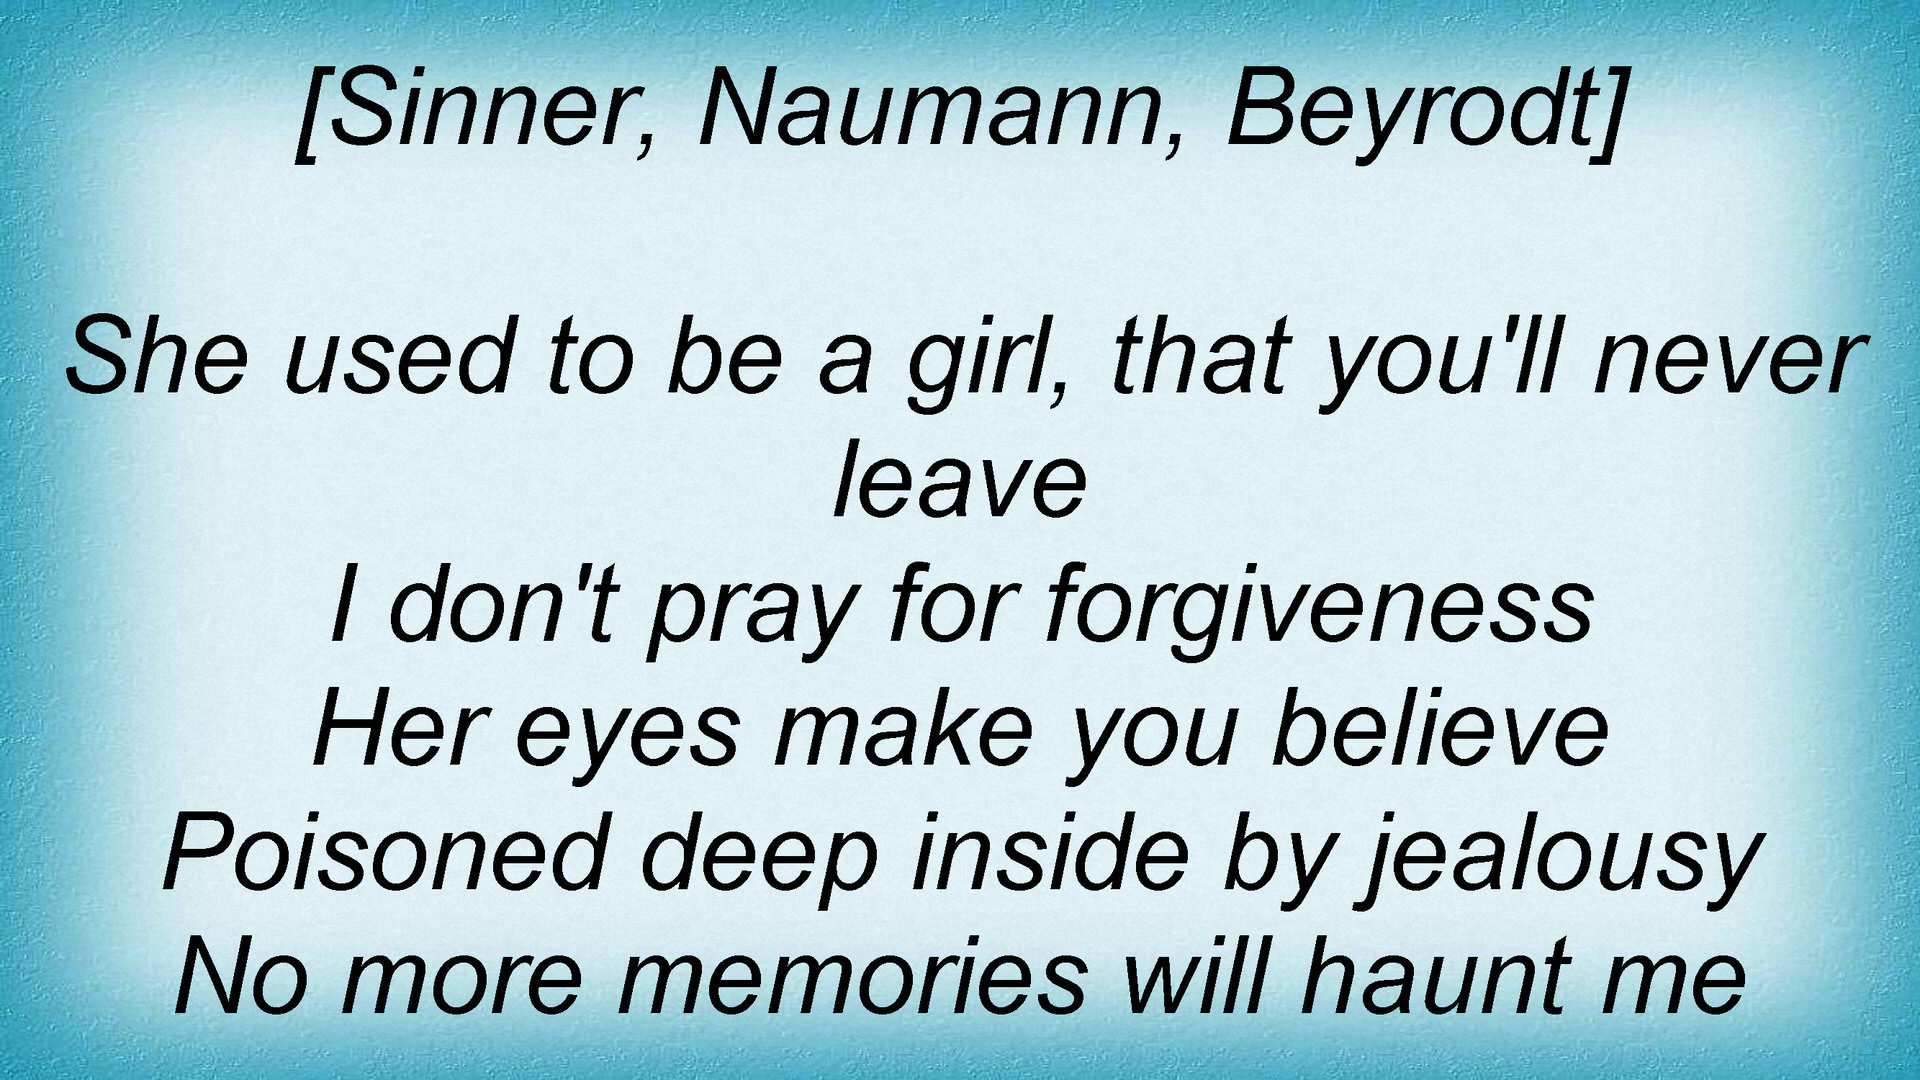 [Sinner, Naumann, Beyrodt]
She used to be a girl, that you'll never
leave
I don't pray for forgiveness
Her eyes make you believe
Poisoned deep inside by jealousy
No more memories will haunt me